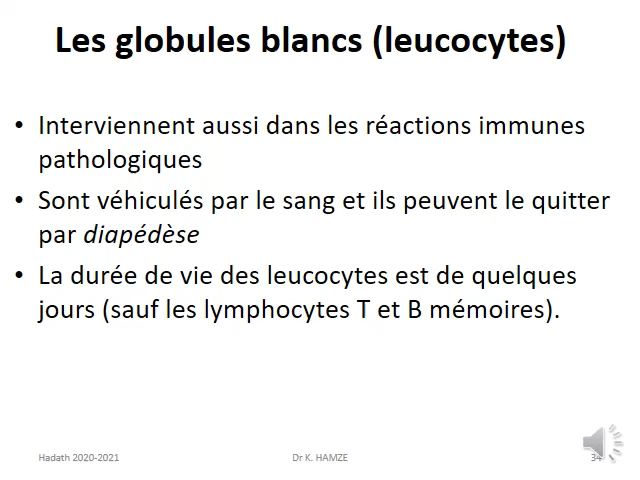 Les globules blancs (leucocytes)
• Interviennent aussi dans les réactions immunes
pathologiques
• Sont véhiculés par le sang et ils peuvent le quitter
par diapédèse
• La durée de vie des leucocytes est de quelques
jours (sauf les lymphocytes T et B mémoires).
Hadath 2020-2021
Dr K. HAMZE
34